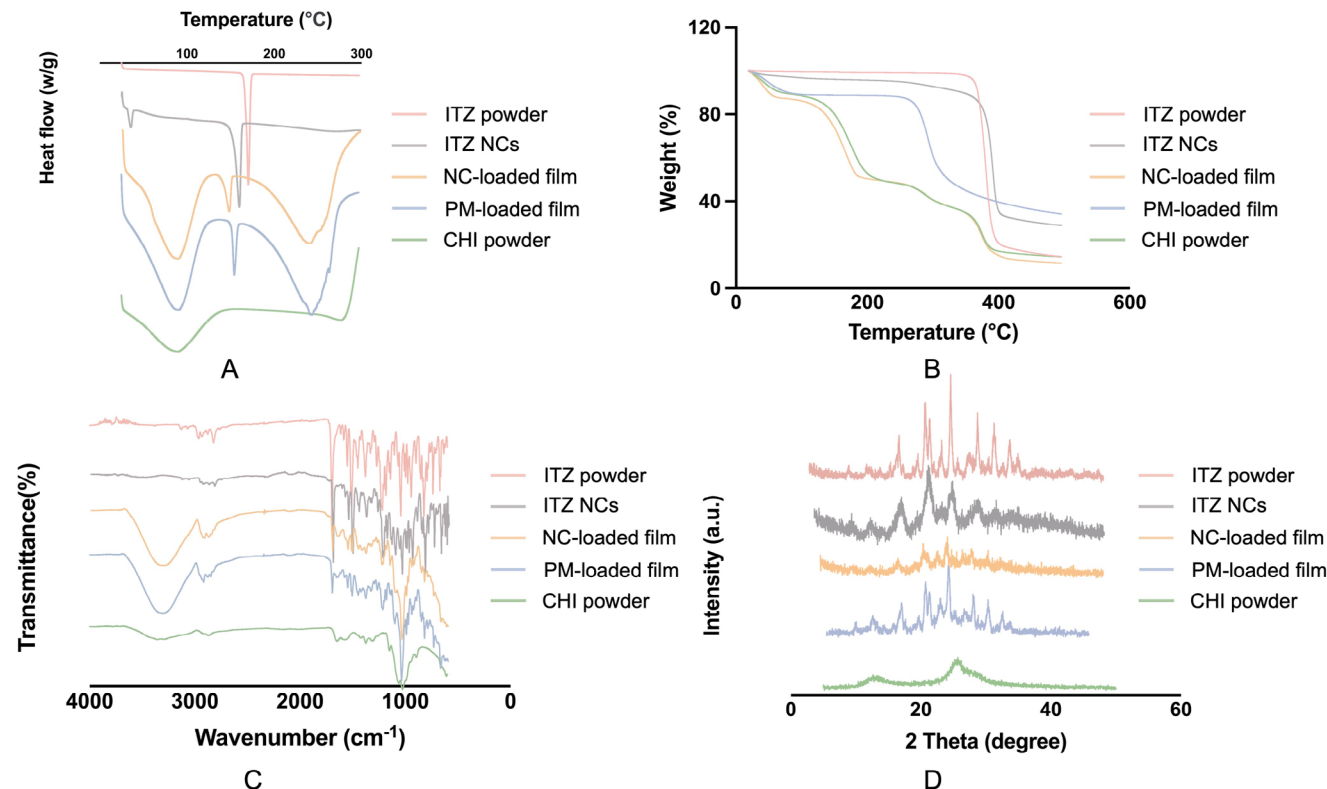 Temperature (°C)
100 200 300
Heat flow (w/g)
ITZ powder
ITZ NCs
NC-loaded film
PM-loaded film
CHI powder
A
120
80
40
0
0 200 400 600
Weight (%)
Temperature (°C)
ITZ powder
ITZ NCs
NC-loaded film
PM-loaded film
CHI powder
B
Transmittance(%)
4000 3000 2000 1000 0
Wavenumber (cm⁻¹)
ITZ powder
ITZ NCs
NC-loaded film
PM-loaded film
CHI powder
C
Intensity (a.u.)
0 20 40 60
2 Theta (degree)
ITZ powder
ITZ NCs
NC-loaded film
PM-loaded film
CHI powder
D